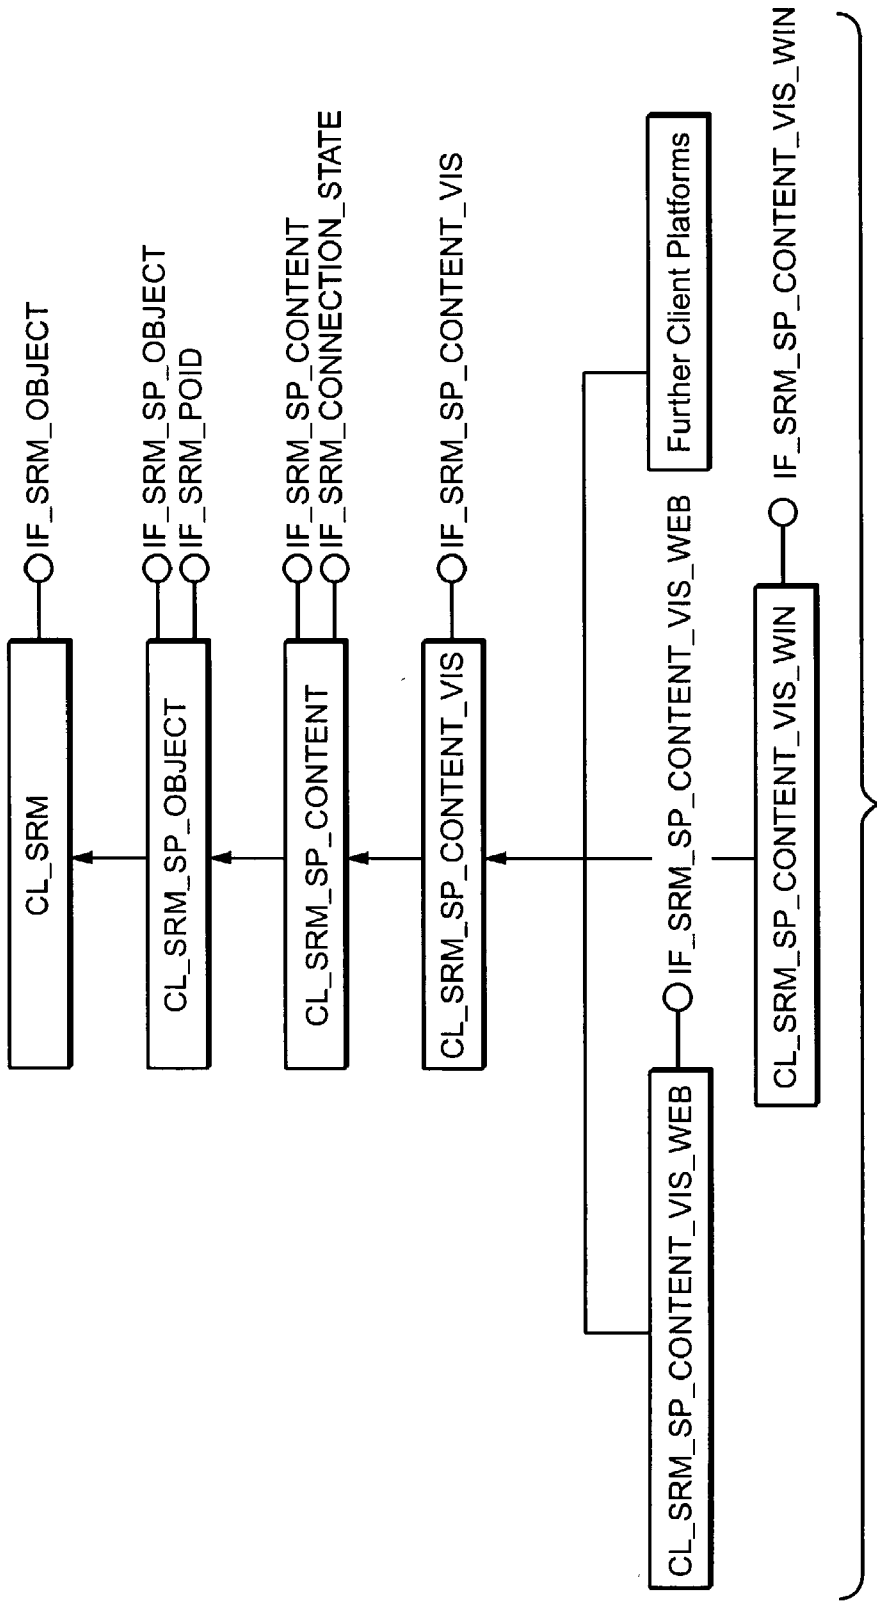 CL_SRM
IF_SRM_OBJECT
CL_SRM_SP_OBJECT
IF_SRM_SP_OBJECT
IF_SRM_POID
CL_SRM_SP_CONTENT
IF_SRM_SP_CONTENT
IF_SRM_CONNECTION_STATE
CL_SRM_SP_CONTENT_VIS
IF_SRM_SP_CONTENT_VIS
CL_SRM_SP_CONTENT_VIS_WEB
IF_SRM_SP_CONTENT_VIS_WEB
Further Client Platforms
CL_SRM_SP_CONTENT_VIS_WIN
IF_SRM_SP_CONTENT_VIS_WIN